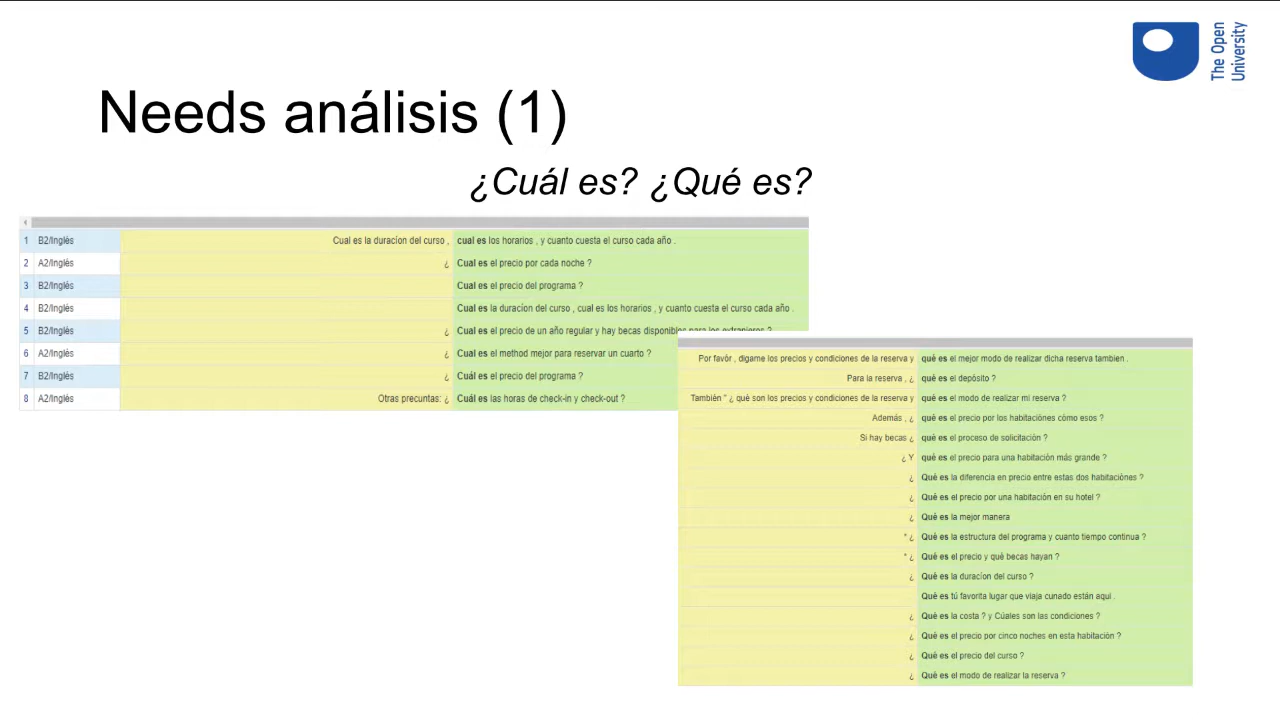 The Open
University
Needs análisis (1)
¿Cuál es? ¿Qué es?
1 B2/Inglés Cual es la duracíon del curso , cual es los horarios , y cuanto cuesta el curso cada año .
2 A2/Inglés ¿ Cual es el precio por cada noche ?
3 B2/Inglés Cual es el precio del programa ?
4 B2/Inglés Cual es la duracíon del curso , cual es los horarios , y cuanto cuesta el curso cada año .
5 B2/Inglés ¿ Cual es el precio de un año regular y hay becas disponibles para los extranjeros ?
6 A2/Inglés ¿ Cual es el method mejor para reservar un cuarto ?
7 B2/Inglés ¿ Cuál es el precio del programa ?
8 A2/Inglés Otras precuntas: ¿ Cuál es las horas de check-in y check-out ?
Por favór , digame los precios y condiciones de la reserva y qué es el mejor modo de realizar dicha reserva tambien .
Para la reserva , ¿ qué es el depósito ?
También " ¿ qué son los precios y condiciones de la reserva y qué es el modo de realizar mi reserva ?
Además , ¿ qué es el precio por los habitaciónes cómo esos ?
Si hay becas ¿ qué es el proceso de solicitación ?
¿ Y qué es el precio para una habitación más grande ?
¿ Qué es la diferencia en precio entre estas dos habitaciónes ?
¿ Qué es el precio por una habitación en su hotel ?
¿ Qué es la mejor manera
* ¿ Qué es la estructura del programa y cuanto tiempo continua ?
* ¿ Qué es el precio y qué becas hayan ?
¿ Qué es la duracíon del curso ?
Qué es tú favorita lugar que viaja cunado están aqui .
¿ Qué es la costa ? y Cúales son las condiciones ?
¿ Qué es el precio por cinco noches en esta habitación ?
¿ Qué es el precio del curso ?
¿ Qué es el modo de realizar la reserva ?